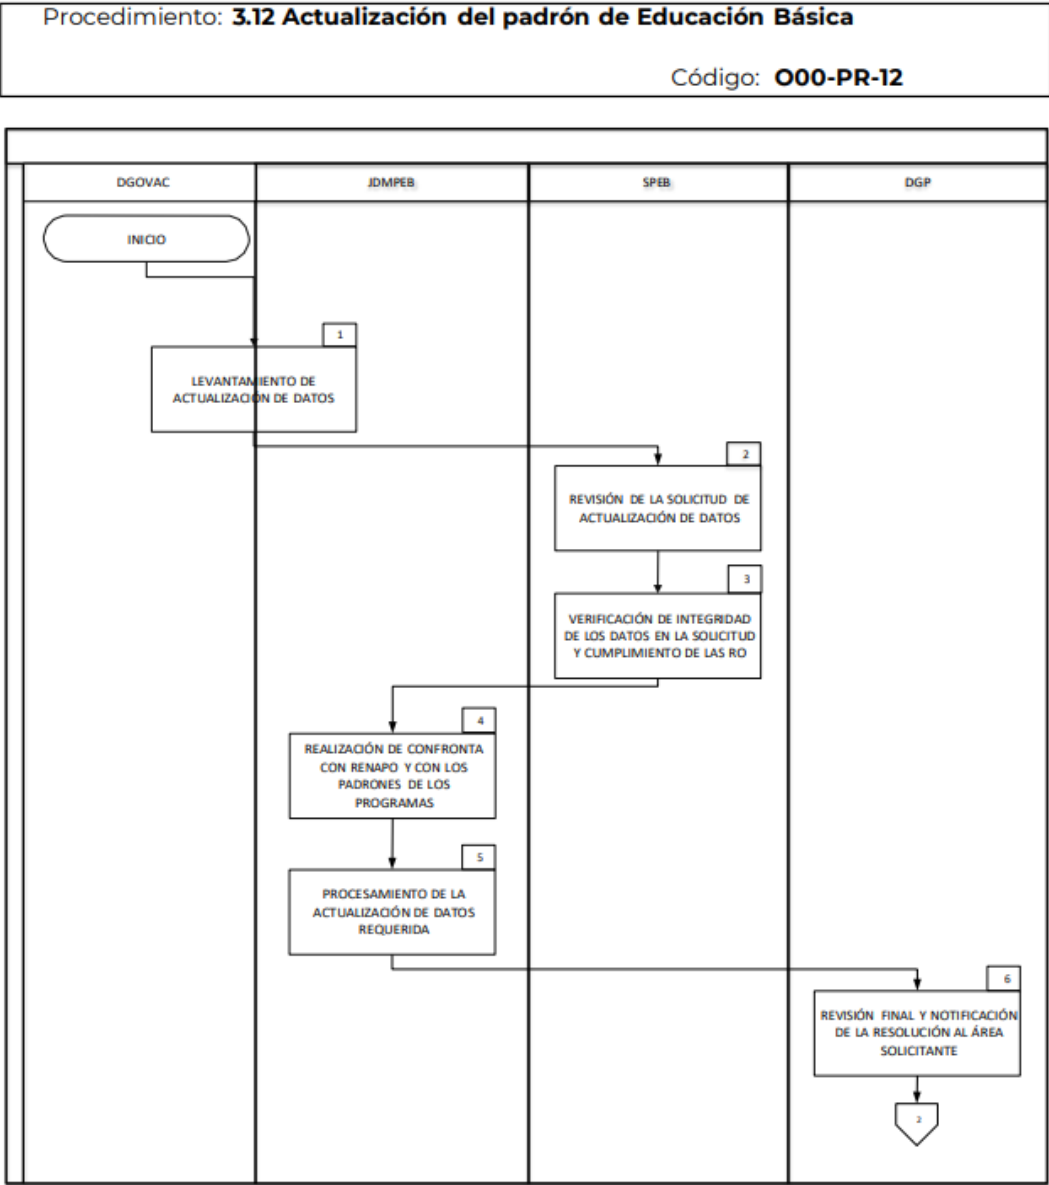 Procedimiento: 3.12 Actualización del padrón de Educación Básica
Código: O00-PR-12
DGOVAC
JDMPEB
SPEB
DGP
INICIO
1
LEVANTAMIENTO DE
ACTUALIZACIÓN DE DATOS
2
REVISIÓN DE LA SOLICITUD DE
ACTUALIZACIÓN DE DATOS
3
VERIFICACIÓN DE INTEGRIDAD
DE LOS DATOS EN LA SOLICITUD
Y CUMPLIMIENTO DE LAS RO
4
REALIZACIÓN DE CONFRONTA
CON RENAPO Y CON LOS
PADRONES DE LOS
PROGRAMAS
5
PROCESAMIENTO DE LA
ACTUALIZACIÓN DE DATOS
REQUERIDA
6
REVISIÓN FINAL Y NOTIFICACIÓN
DE LA RESOLUCIÓN AL ÁREA
SOLICITANTE
2